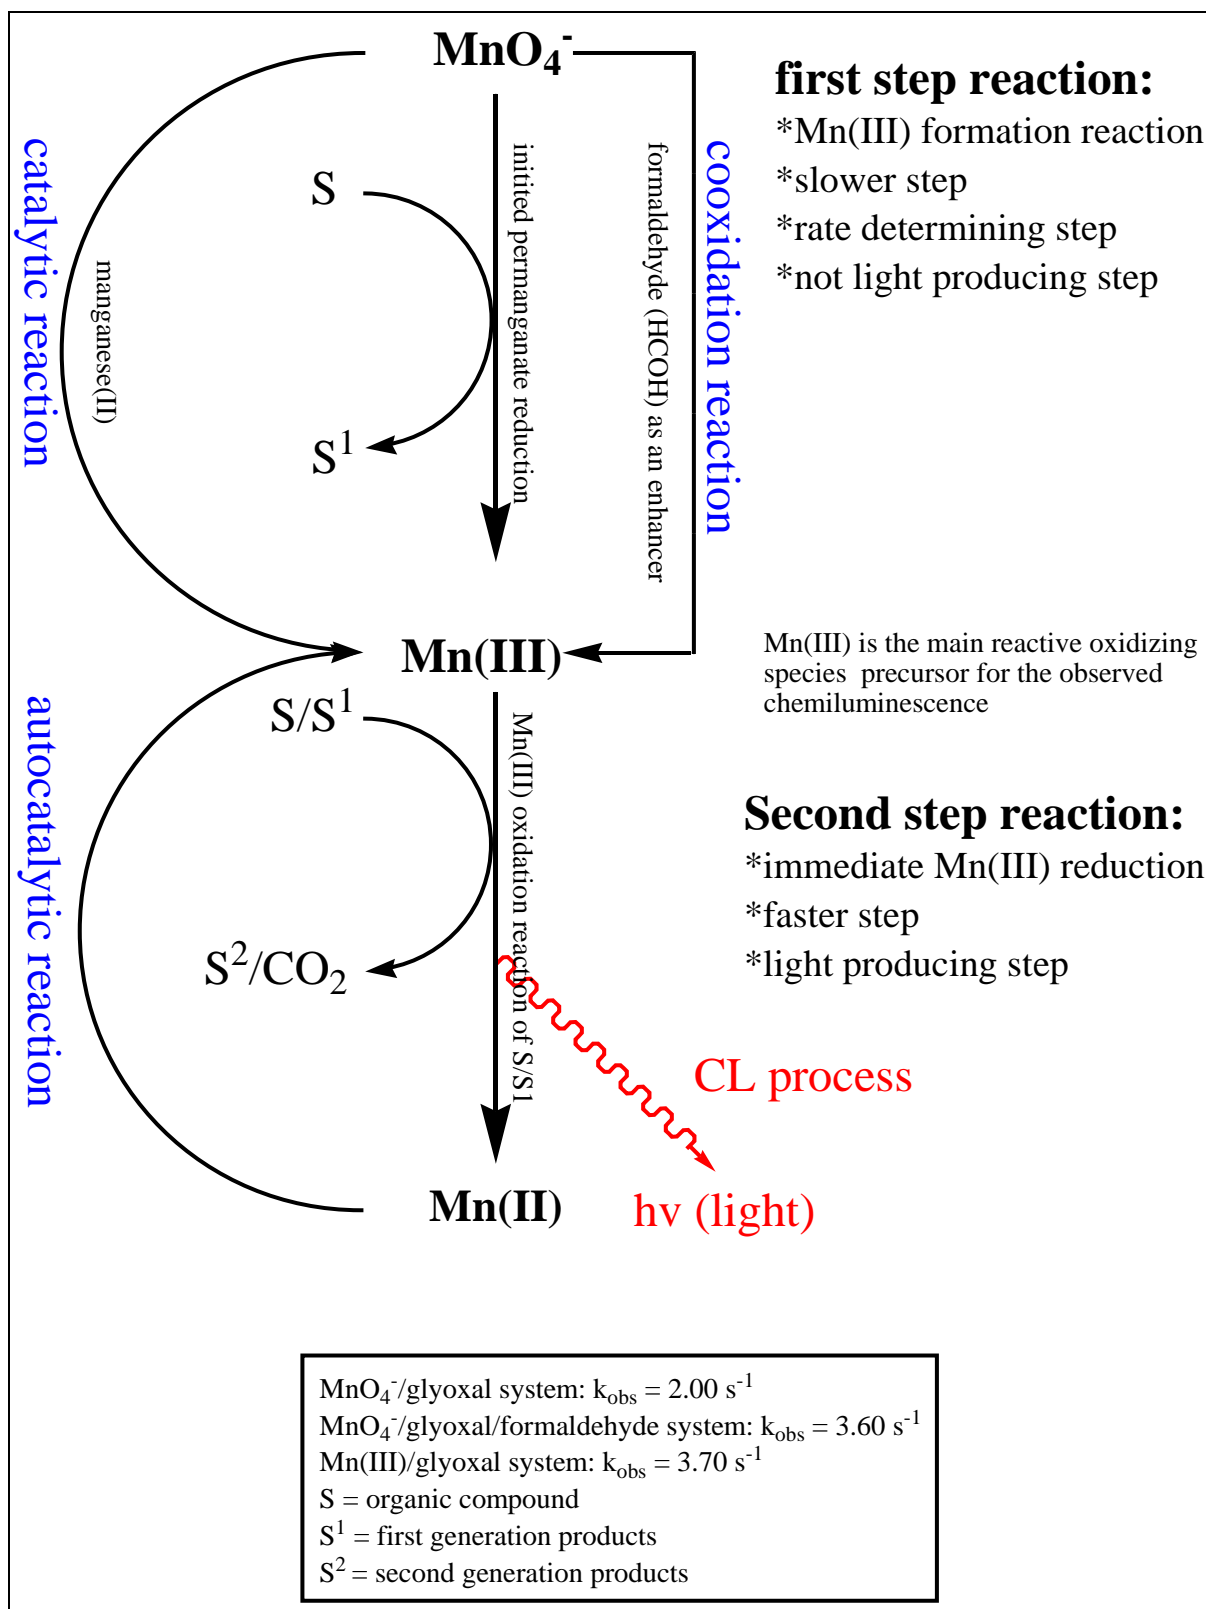 MnO₄⁻
first step reaction:
*Mn(III) formation reaction
*slower step
*rate determining step
*not light producing step
catalytic reaction
manganese(II)
S
S¹
initited permanganate reduction
formaldehyde (HCOH) as an enhancer
cooxidation reaction
Mn(III)
Mn(III) is the main reactive oxidizing
species precursor for the observed
chemiluminescence
autocatalytic reaction
S/S¹
S²/CO₂
Mn(III) oxidation reaction of S/S1
Second step reaction:
*immediate Mn(III) reduction
*faster step
*light producing step
CL process
Mn(II)
hv (light)
MnO₄⁻/glyoxal system: kobs = 2.00 s⁻¹
MnO₄⁻/glyoxal/formaldehyde system: kobs = 3.60 s⁻¹
Mn(III)/glyoxal system: kobs = 3.70 s⁻¹
S = organic compound
S¹ = first generation products
S² = second generation products